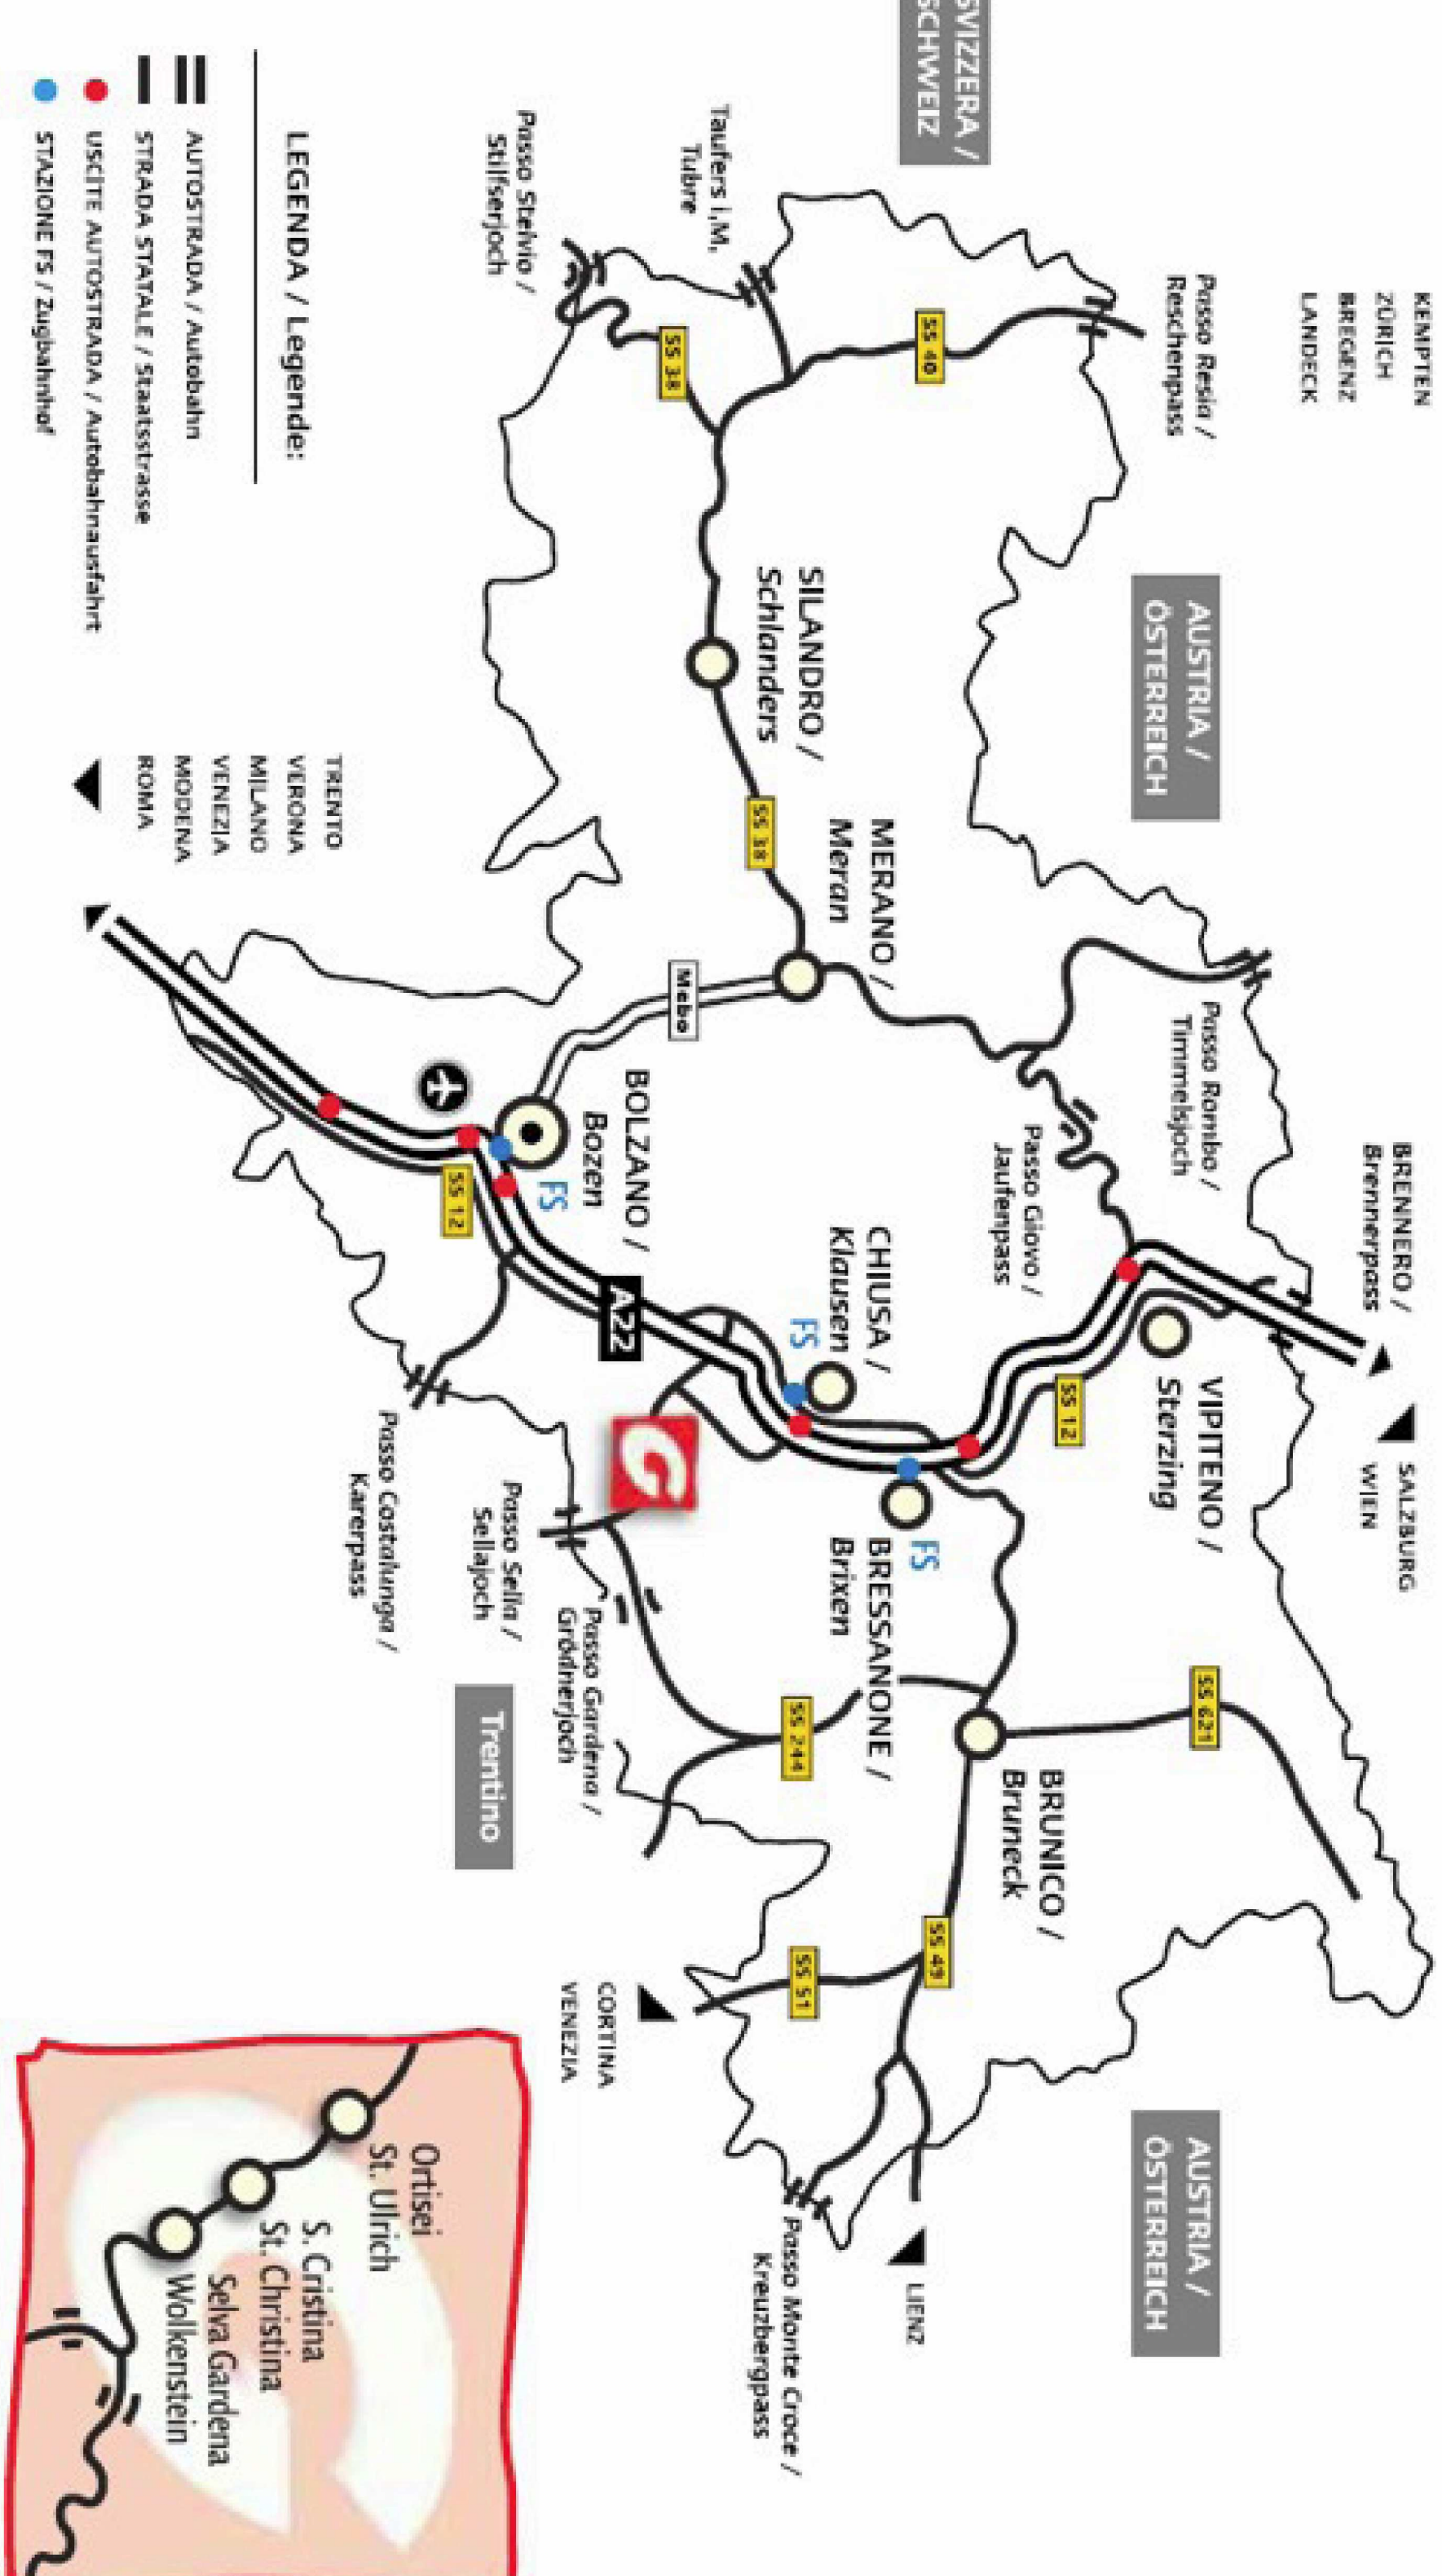 KEMPTEN
ZÜRICH
BREGENZ
LANDECK
BRENNERO /
Brennerpass
SALZBURG
WIEN
SVIZZERA /
SCHWEIZ
Passo Resia /
Reschenpass
AUSTRIA /
ÖSTERREICH
Passo Rombo /
Timmelsjoch
VIPITENO /
Sterzing
SS 621
AUSTRIA /
ÖSTERREICH
Taufers i.M.
Tubre
SS 40
Passo Giovo /
Jaufenpass
SS 12
BRUNICO /
Bruneck
SS 49
LIENZ
Passo Stelvio /
Stilfserjoch
SS 38
SILANDRO /
Schlanders
SS 38
MERANO /
Meran
CHIUSA /
Klausen
FS
FS
BRESSANONE /
Brixen
SS 244
SS 51
Passo Monte Croce /
Kreuzbergpass
Mebo
BOLZANO /
Bozen
FS
A 22
G
Passo Gardena /
Grödnerjoch
CORTINA
VENEZIA
SS 12
Passo Sella /
Sellajoch
Trentino
Passo Costalunga /
Karerpass
LEGENDA / Legende:
AUTOSTRADA / Autobahn
STRADA STATALE / Staatsstrasse
USCITE AUTOSTRADA / Autobahnausfahrt
STAZIONE FS / Zugbahnhof
TRENTO
VERONA
MILANO
VENEZIA
MODENA
ROMA
Ortisei
St. Ulrich
S. Cristina
St. Christina
Selva Gardena
Wolkenstein